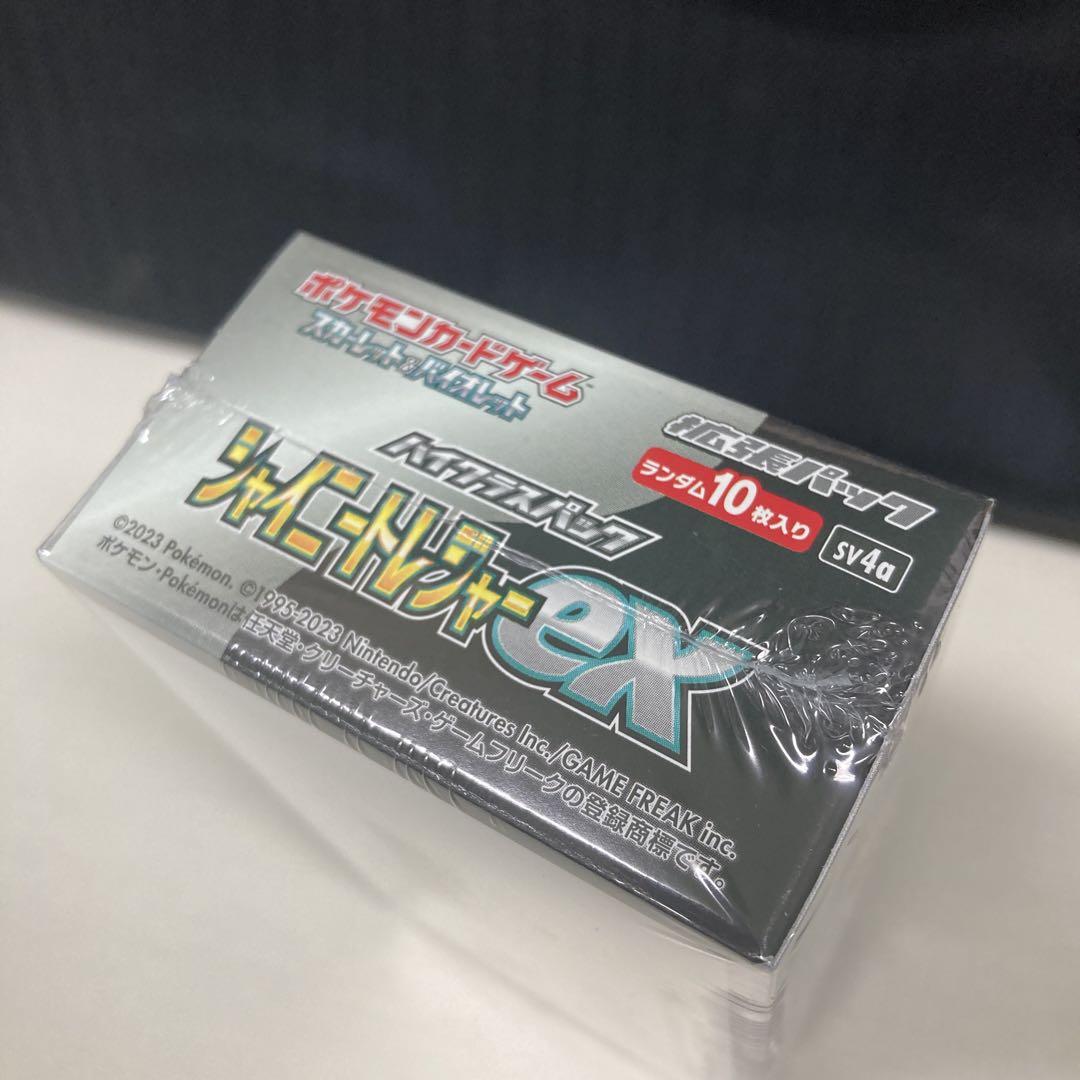 ポケモンカードゲーム
スカーレット&バイオレット
拡張パック
ハイクラスパック
ランダム10枚入り
sv4a
シャイニートレジャーex
©2023 Pokémon. ©1995-2023 Nintendo/Creatures Inc./GAME FREAK inc.
ポケモン・Pokémonは任天堂・クリーチャーズ・ゲームフリークの登録商標です。